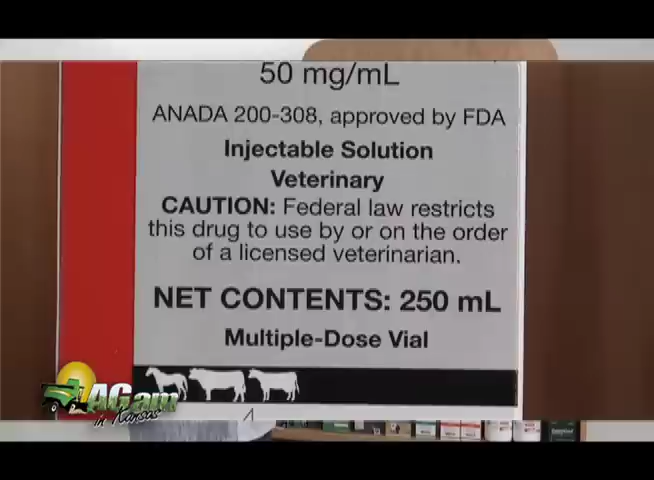 50 mg/mL
ANADA 200-308, approved by FDA
Injectable Solution
Veterinary
CAUTION: Federal law restricts
this drug to use by or on the order
of a licensed veterinarian.
NET CONTENTS: 250 mL
Multiple-Dose Vial
AGam
in Kansas